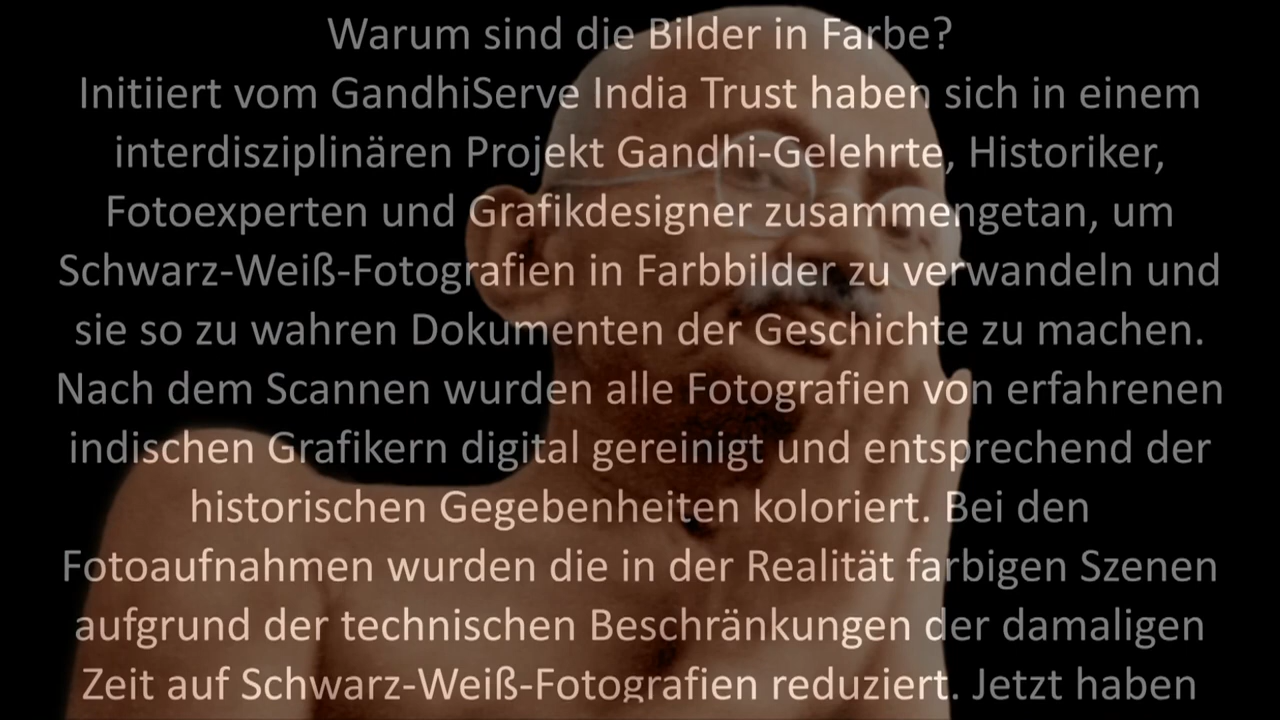 Warum sind die Bilder in Farbe?
Initiiert vom GandhiServe India Trust haben sich in einem
interdisziplinären Projekt Gandhi-Gelehrte, Historiker,
Fotoexperten und Grafikdesigner zusammengetan, um
Schwarz-Weiß-Fotografien in Farbbilder zu verwandeln und
sie so zu wahren Dokumenten der Geschichte zu machen.
Nach dem Scannen wurden alle Fotografien von erfahrenen
indischen Grafikern digital gereinigt und entsprechend der
historischen Gegebenheiten koloriert. Bei den
Fotoaufnahmen wurden die in der Realität farbigen Szenen
aufgrund der technischen Beschränkungen der damaligen
Zeit auf Schwarz-Weiß-Fotografien reduziert. Jetzt haben